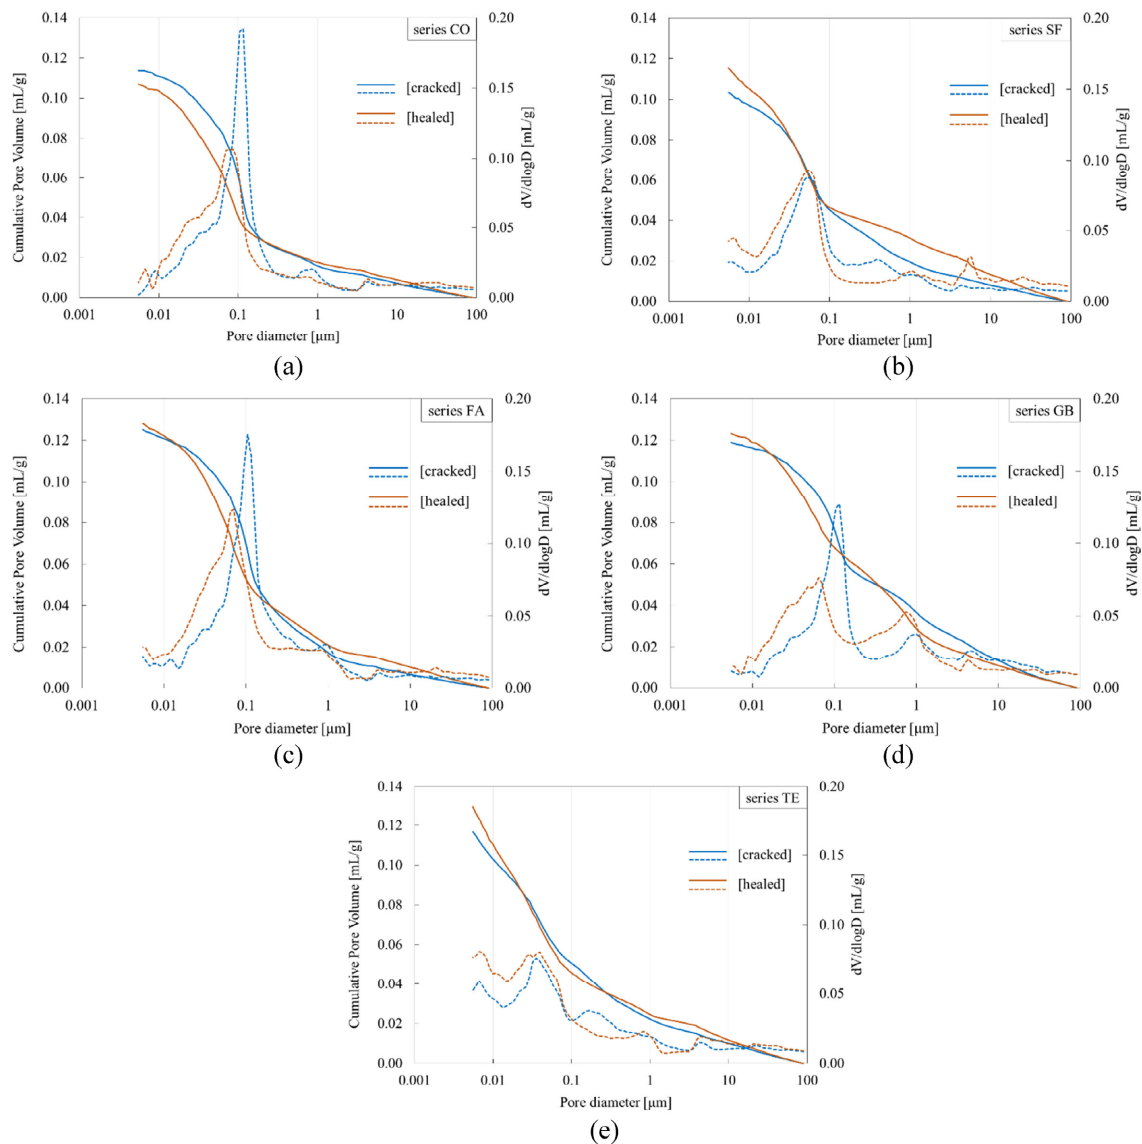 series CO
[cracked]
[healed]
Cumulative Pore Volume [mL/g]
0.14
0.12
0.10
0.08
0.06
0.04
0.02
0.00
0.20
0.15
0.10
0.05
0.00
dV/dlogD [mL/g]
0.001 0.01 0.1 1 10 100
Pore diameter [µm]
(a)
series SF
[cracked]
[healed]
Cumulative Pore Volume [mL/g]
0.14
0.12
0.10
0.08
0.06
0.04
0.02
0.00
0.20
0.15
0.10
0.05
0.00
dV/dlogD [mL/g]
0.001 0.01 0.1 1 10 100
Pore diameter [µm]
(b)
series FA
[cracked]
[healed]
Cumulative Pore Volume [mL/g]
0.14
0.12
0.10
0.08
0.06
0.04
0.02
0.00
0.20
0.15
0.10
0.05
0.00
dV/dlogD [mL/g]
0.001 0.01 0.1 1 10 100
Pore diameter [µm]
(c)
series GB
[cracked]
[healed]
Cumulative Pore Volume [mL/g]
0.14
0.12
0.10
0.08
0.06
0.04
0.02
0.00
0.20
0.15
0.10
0.05
0.00
dV/dlogD [mL/g]
0.001 0.01 0.1 1 10 100
Pore diameter [µm]
(d)
series TE
[cracked]
[healed]
Cumulative Pore Volume [mL/g]
0.14
0.12
0.10
0.08
0.06
0.04
0.02
0.00
0.20
0.15
0.10
0.05
0.00
dV/dlogD [mL/g]
0.001 0.01 0.1 1 10 100
Pore diameter [µm]
(e)